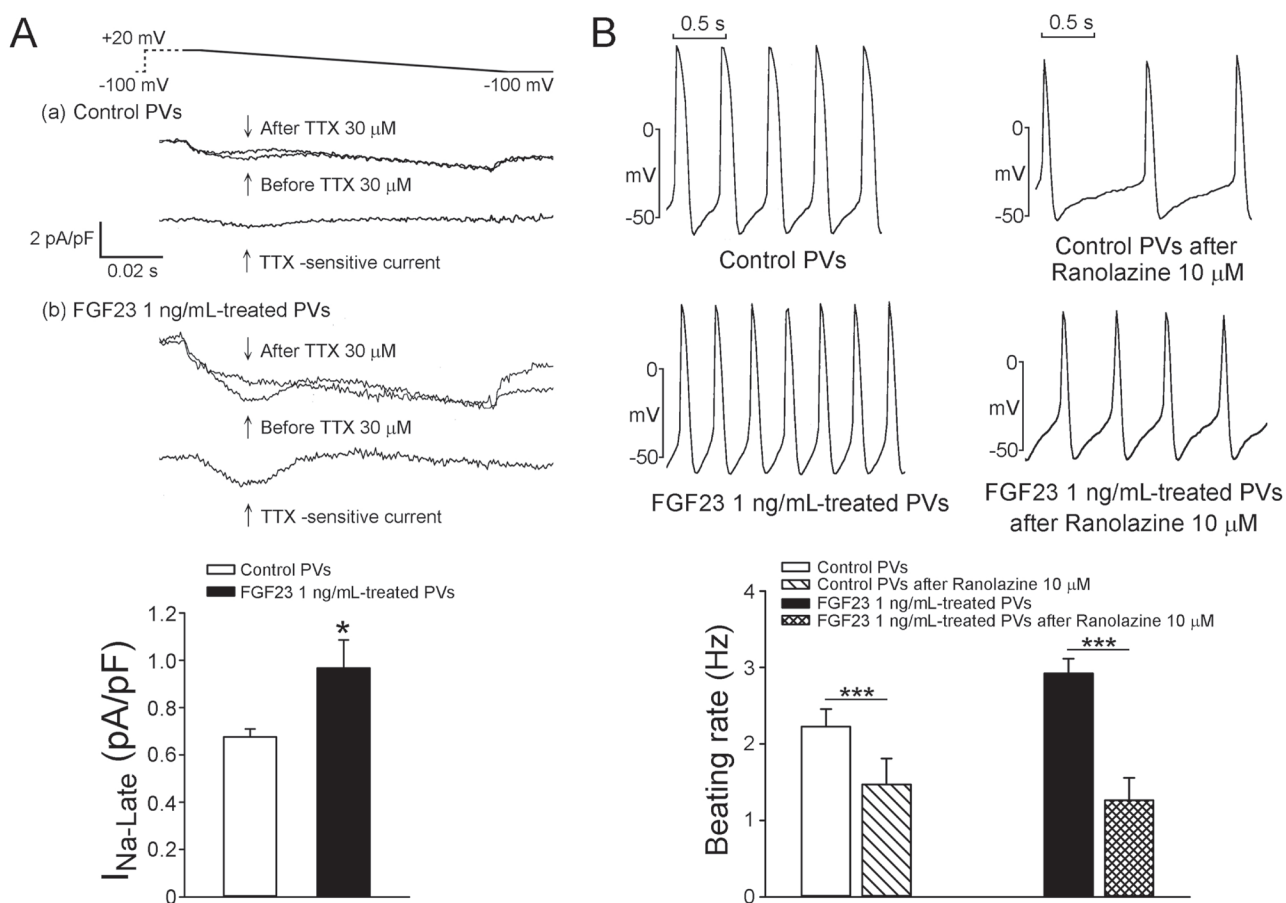 A
+20 mV
-100 mV
-100 mV
(a) Control PVs
↓ After TTX 30 μM
↑ Before TTX 30 μM
2 pA/pF
0.02 s
↑ TTX -sensitive current
(b) FGF23 1 ng/mL-treated PVs
↓ After TTX 30 μM
↑ Before TTX 30 μM
↑ TTX -sensitive current
Control PVs
FGF23 1 ng/mL-treated PVs
I Na-Late (pA/pF)
1.2
1.0
0.8
0.6
0.4
0.2
0
*
B
0.5 s
0
mV
-50
Control PVs
0.5 s
0
mV
-50
Control PVs after
Ranolazine 10 μM
0
mV
-50
FGF23 1 ng/mL-treated PVs
0
mV
-50
FGF23 1 ng/mL-treated PVs
after Ranolazine 10 μM
Control PVs
Control PVs after Ranolazine 10 μM
FGF23 1 ng/mL-treated PVs
FGF23 1 ng/mL-treated PVs after Ranolazine 10 μM
Beating rate (Hz)
4
3
2
1
0
***
***